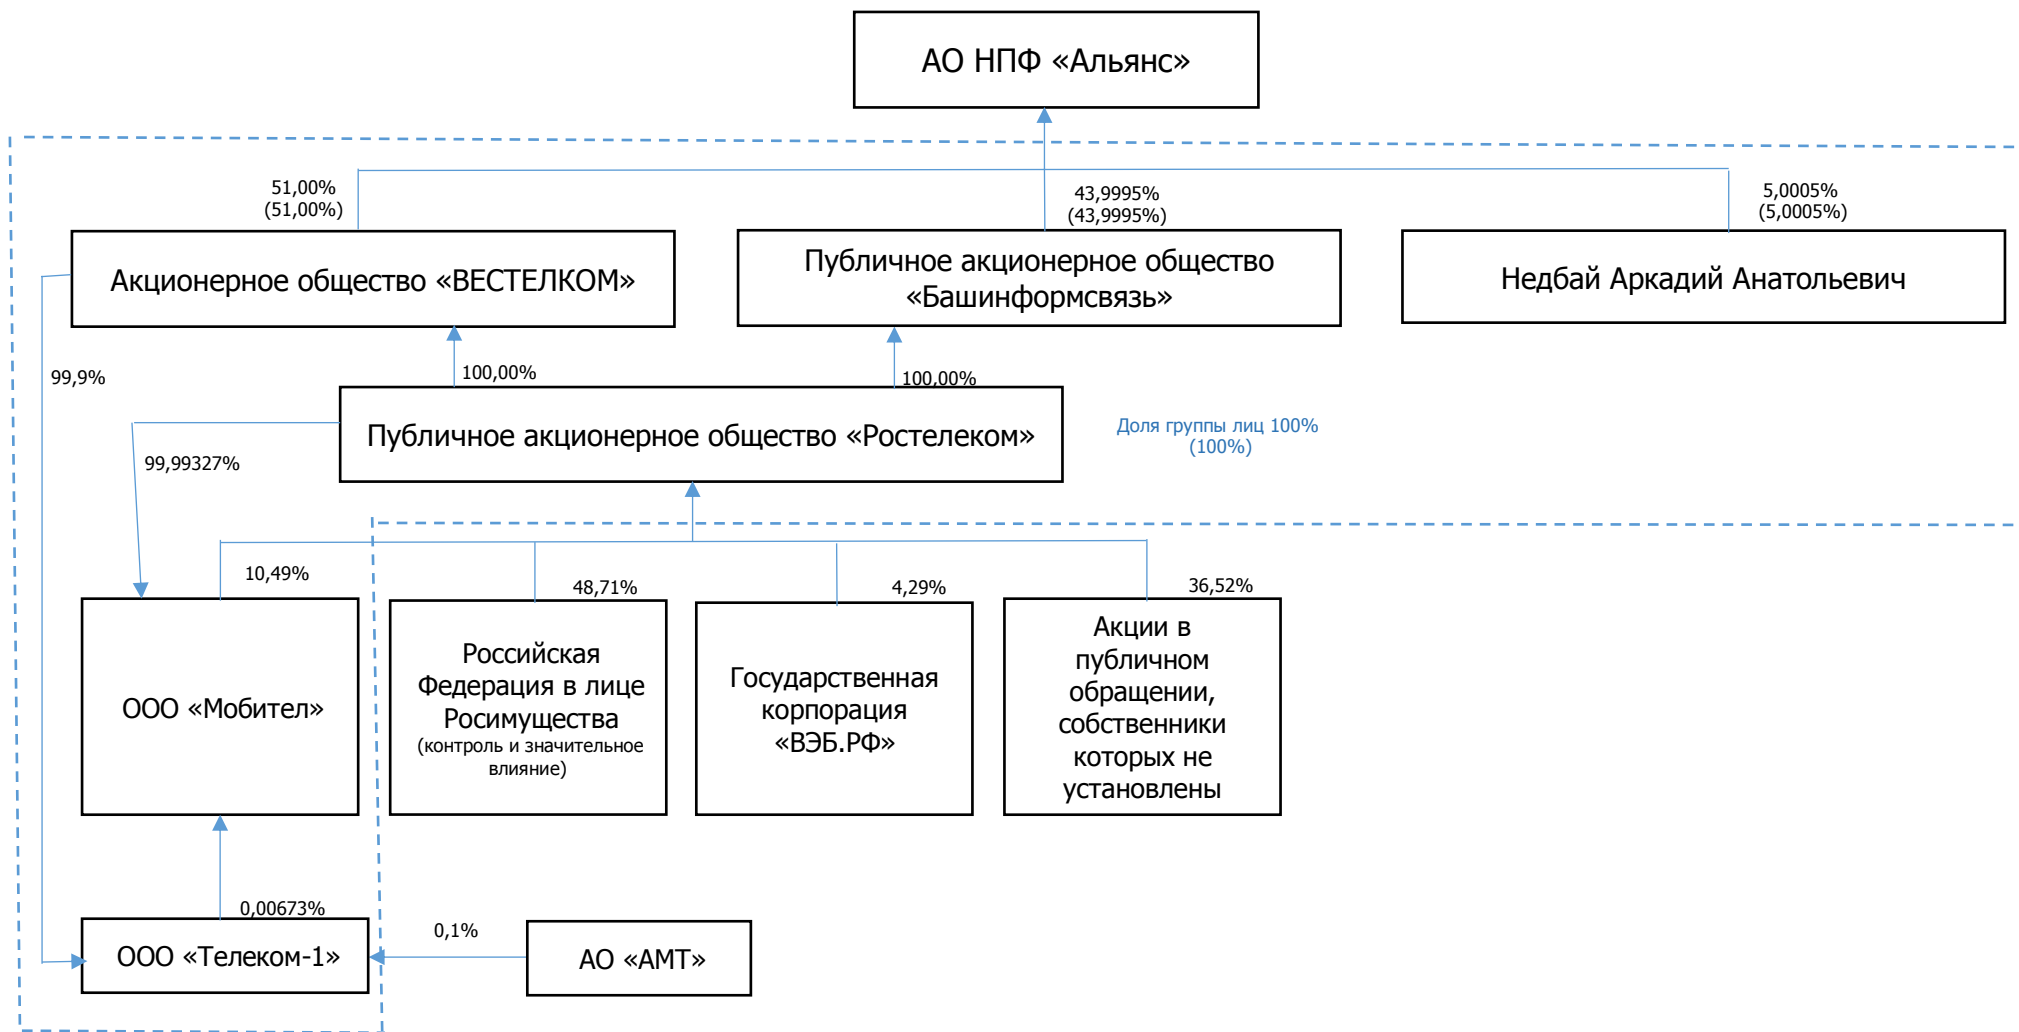 АО НПФ «Альянс»
51,00%
(51,00%)
43,9995%
(43,9995%)
5,0005%
(5,0005%)
Акционерное общество «ВЕСТЕЛКОМ»
Публичное акционерное общество
«Башинформсвязь»
Недбай Аркадий Анатольевич
99,9%
100,00%
100,00%
Публичное акционерное общество «Ростелеком»
Доля группы лиц 100%
(100%)
99,99327%
10,49%
48,71%
4,29%
36,52%
ООО «Мобител»
Российская
Федерация в лице
Росимущества
(контроль и значительное
влияние)
Государственная
корпорация
«ВЭБ.РФ»
Акции в
публичном
обращении,
собственники
которых не
установлены
0,00673%
ООО «Телеком-1»
0,1%
АО «АМТ»